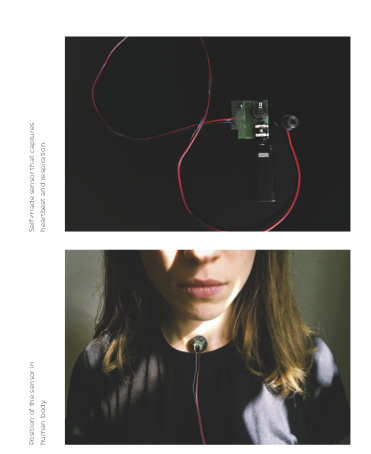 Self-made sensor that captures
heartbeat and respiration.
Position of the sensor in
human body.